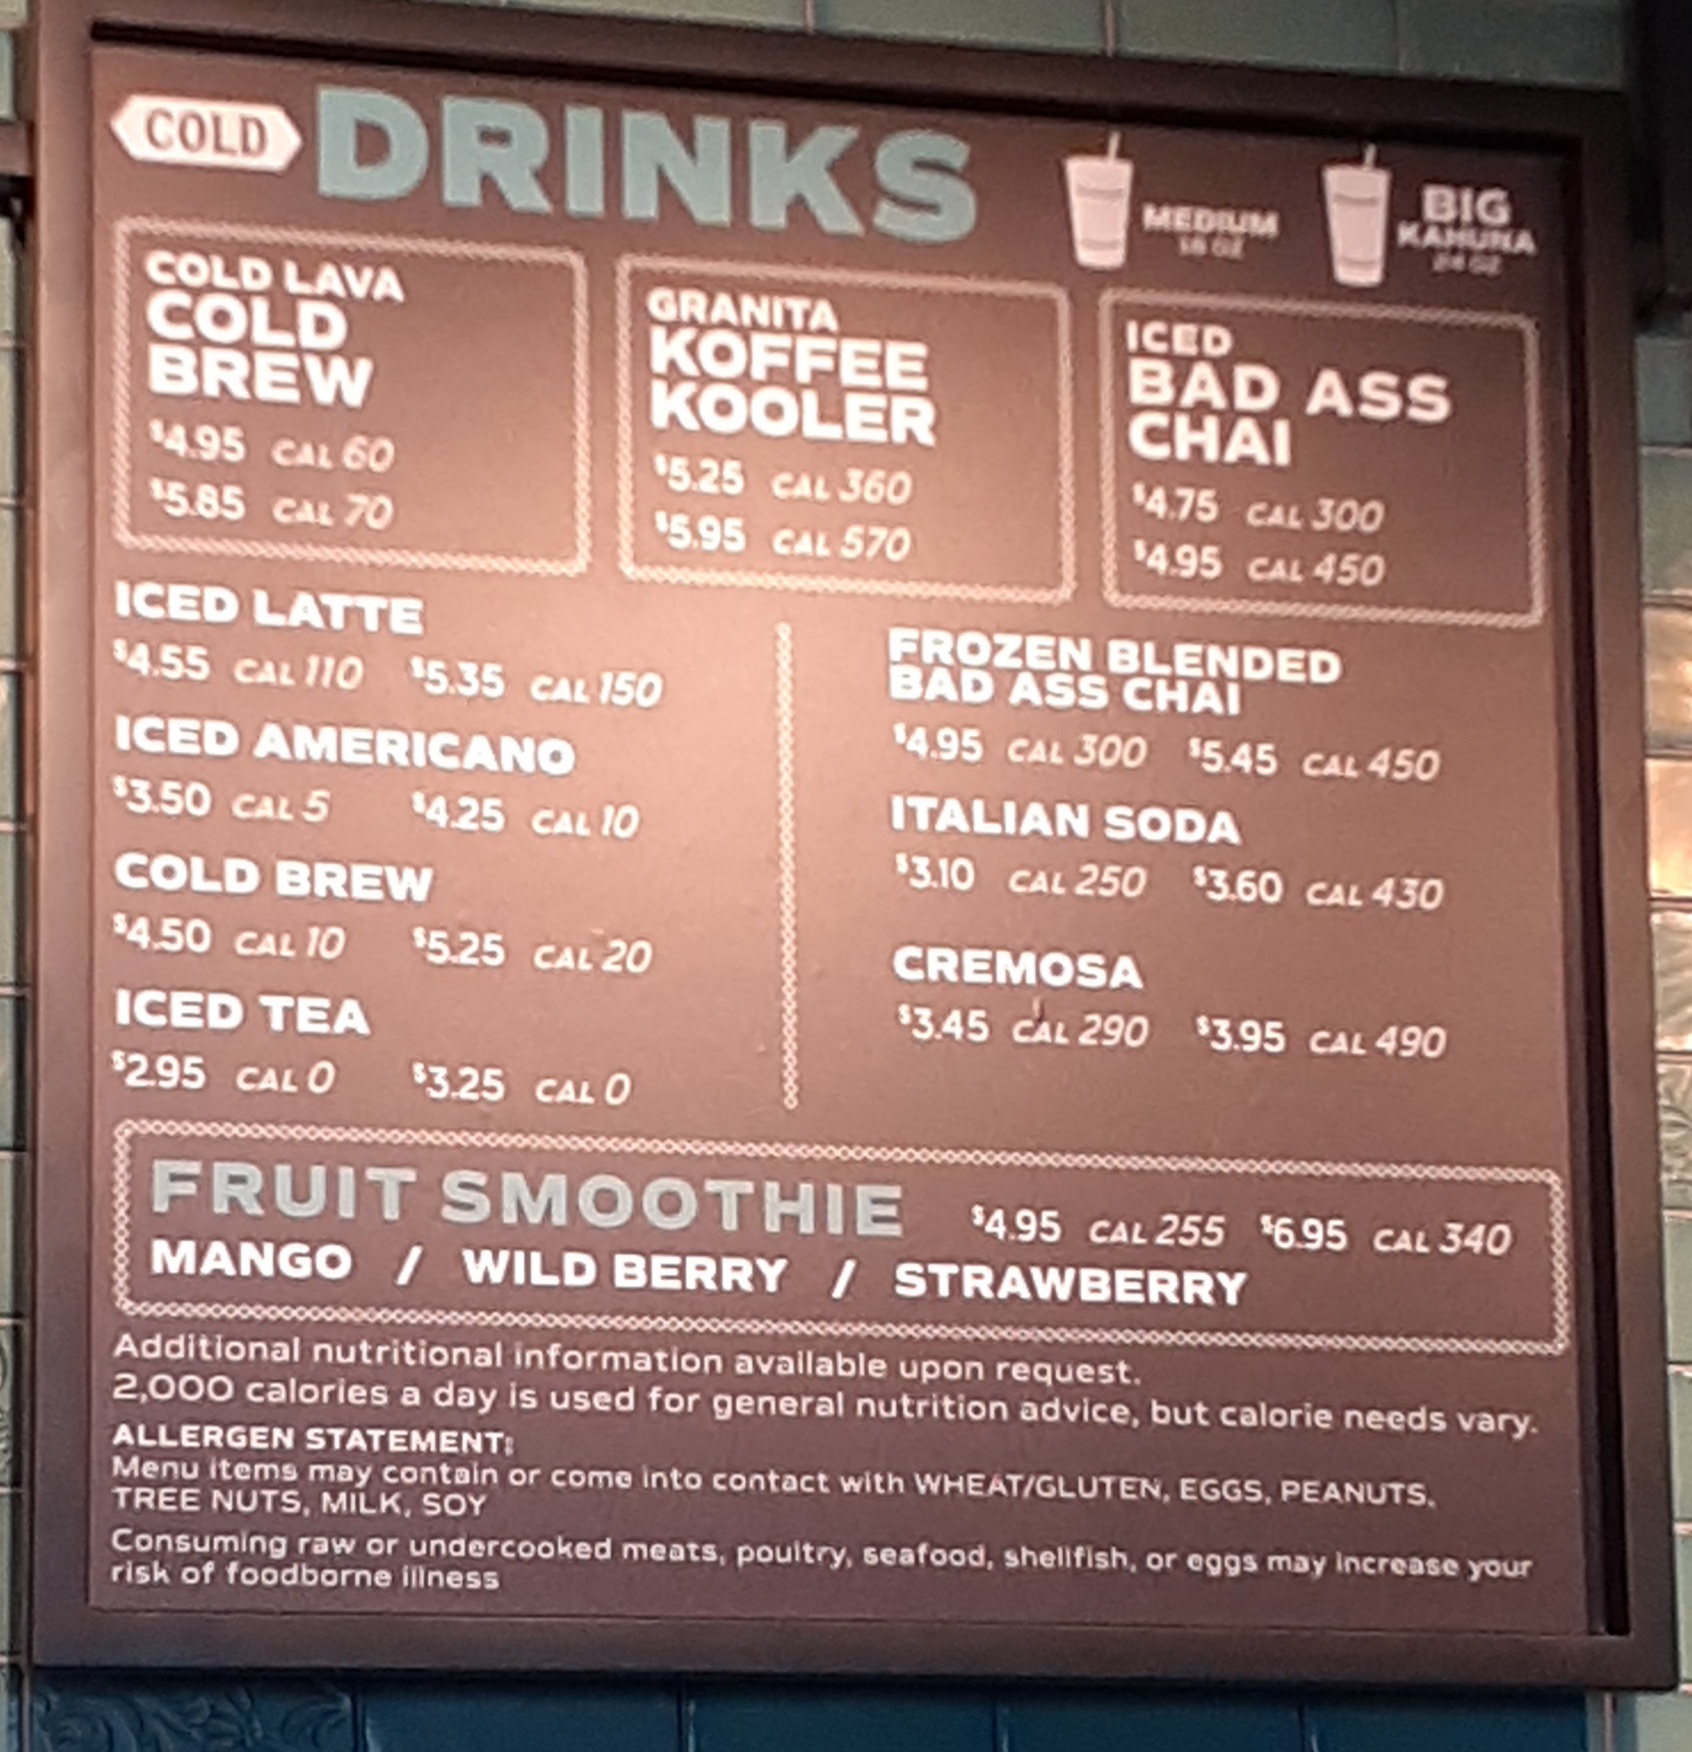 COLD DRINKS
MEDIUM
16 OZ
BIG
KAHUNA
24 OZ
COLD LAVA
COLD
BREW
$4.95 CAL 60
$5.85 CAL 70
GRANITA
KOFFEE
KOOLER
$5.25 CAL 360
$5.95 CAL 570
ICED
BAD ASS
CHAI
$4.75 CAL 300
$4.95 CAL 450
ICED LATTE
$4.55 CAL 110 $5.35 CAL 150
ICED AMERICANO
$3.50 CAL 5 $4.25 CAL 10
COLD BREW
$4.50 CAL 10 $5.25 CAL 20
ICED TEA
$2.95 CAL 0 $3.25 CAL 0
FROZEN BLENDED
BAD ASS CHAI
$4.95 CAL 300 $5.45 CAL 450
ITALIAN SODA
$3.10 CAL 250 $3.60 CAL 430
CREMOSA
$3.45 CAL 290 $3.95 CAL 490
FRUIT SMOOTHIE $4.95 CAL 255 $6.95 CAL 340
MANGO / WILD BERRY / STRAWBERRY
Additional nutritional information available upon request.
2,000 calories a day is used for general nutrition advice, but calorie needs vary.
ALLERGEN STATEMENT:
Menu items may contain or come into contact with WHEAT/GLUTEN, EGGS, PEANUTS,
TREE NUTS, MILK, SOY
Consuming raw or undercooked meats, poultry, seafood, shellfish, or eggs may increase your
risk of foodborne illness